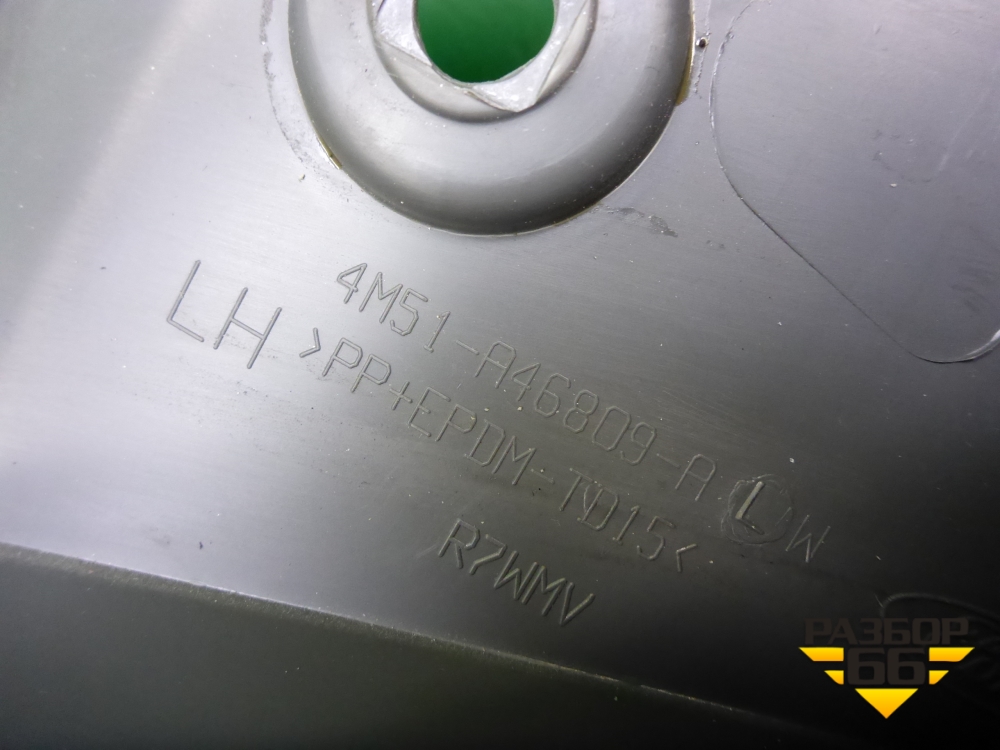 4M51-A46809-A L W
LH >PP+EPDM-TD15<
R7WMV
РАЗБОР
66